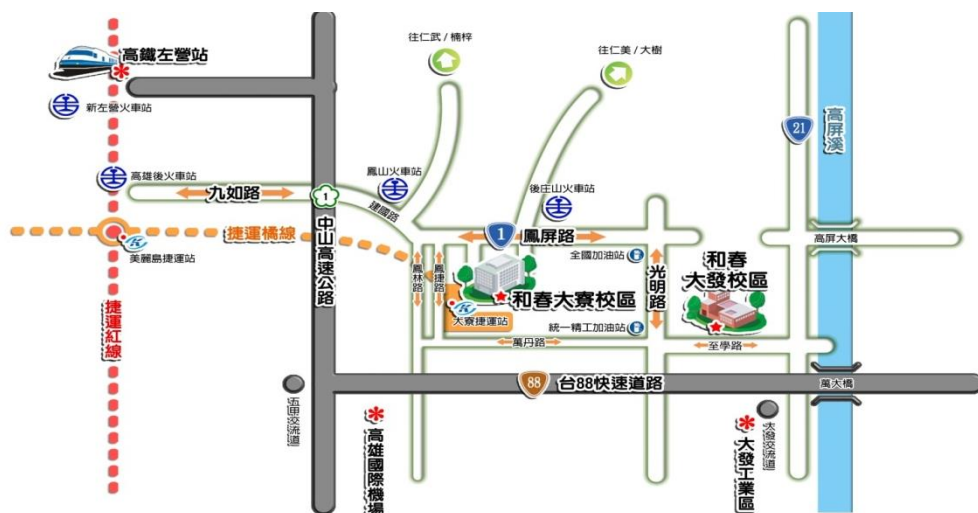 往仁武 / 楠梓
往仁美 / 大樹
高鐵左營站
新左營火車站
21
高屏溪
高雄後火車站
九如路
1
鳳山火車站
建國路
後庄山火車站
捷運橘線
中山高速公路
1
鳳屏路
高屏大橋
美麗島捷運站
全國加油站
鳳林路
鳳捷路
光明路
和春
大發校區
和春大寮校區
大寮捷運站
統一精工加油站
捷運紅線
萬丹路
至學路
88
台88快速道路
萬大橋
五甲交流道
高雄國際機場
大發工業區
大發交流道